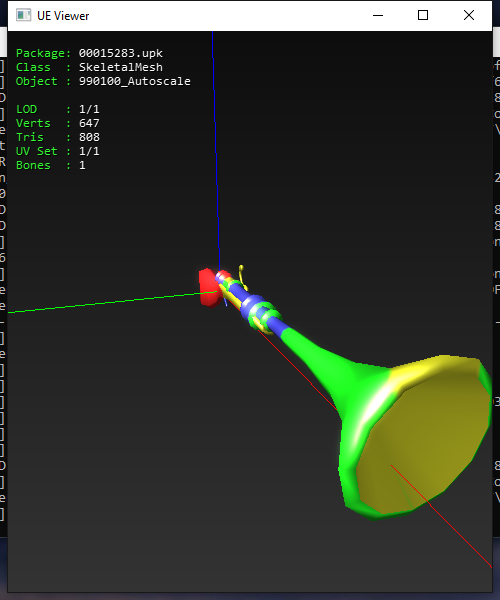 UE Viewer
Package: 00015283.upk
Class  : SkeletalMesh
Object : 990100_Autoscale
LOD    : 1/1
Verts  : 647
Tris   : 808
UV Set : 1/1
Bones  : 1